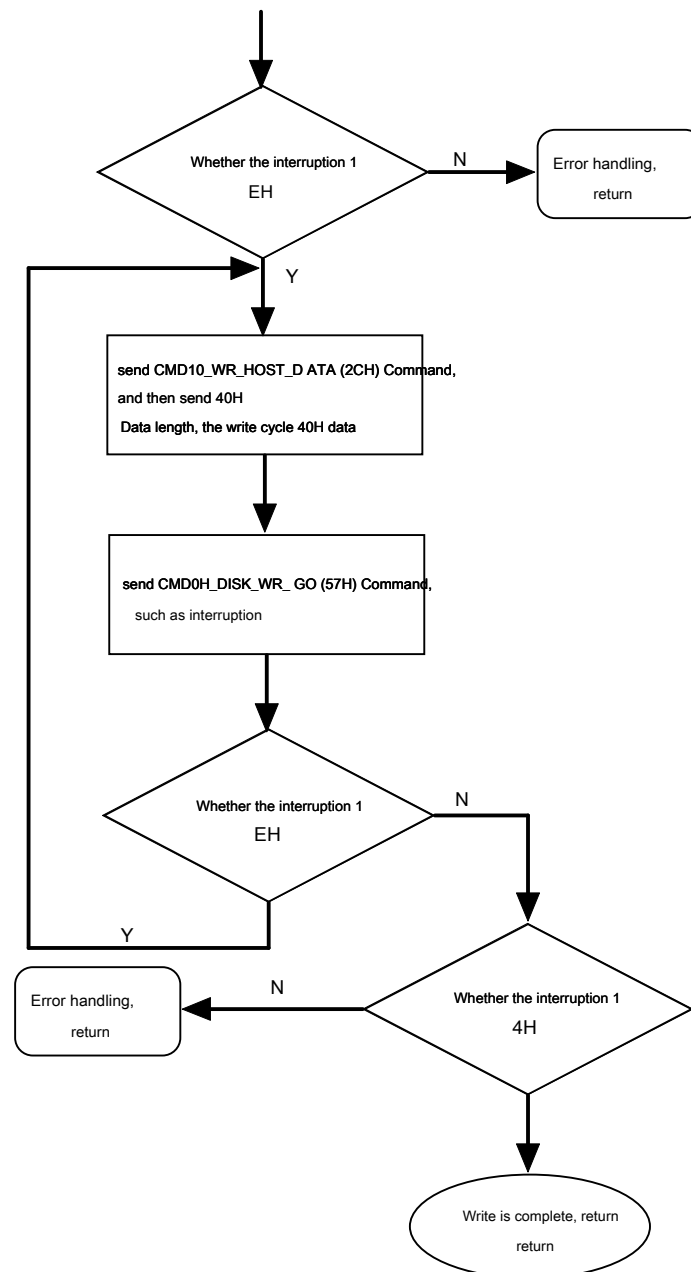 Whether the interruption 1
EH
N
Error handling,
return
Y
send CMD10_WR_HOST_D ATA (2CH) Command,
and then send 40H
Data length, the write cycle 40H data
send CMD0H_DISK_WR_ GO (57H) Command,
such as interruption
Whether the interruption 1
EH
N
Y
Error handling,
return
N
Whether the interruption 1
4H
Write is complete, return
return